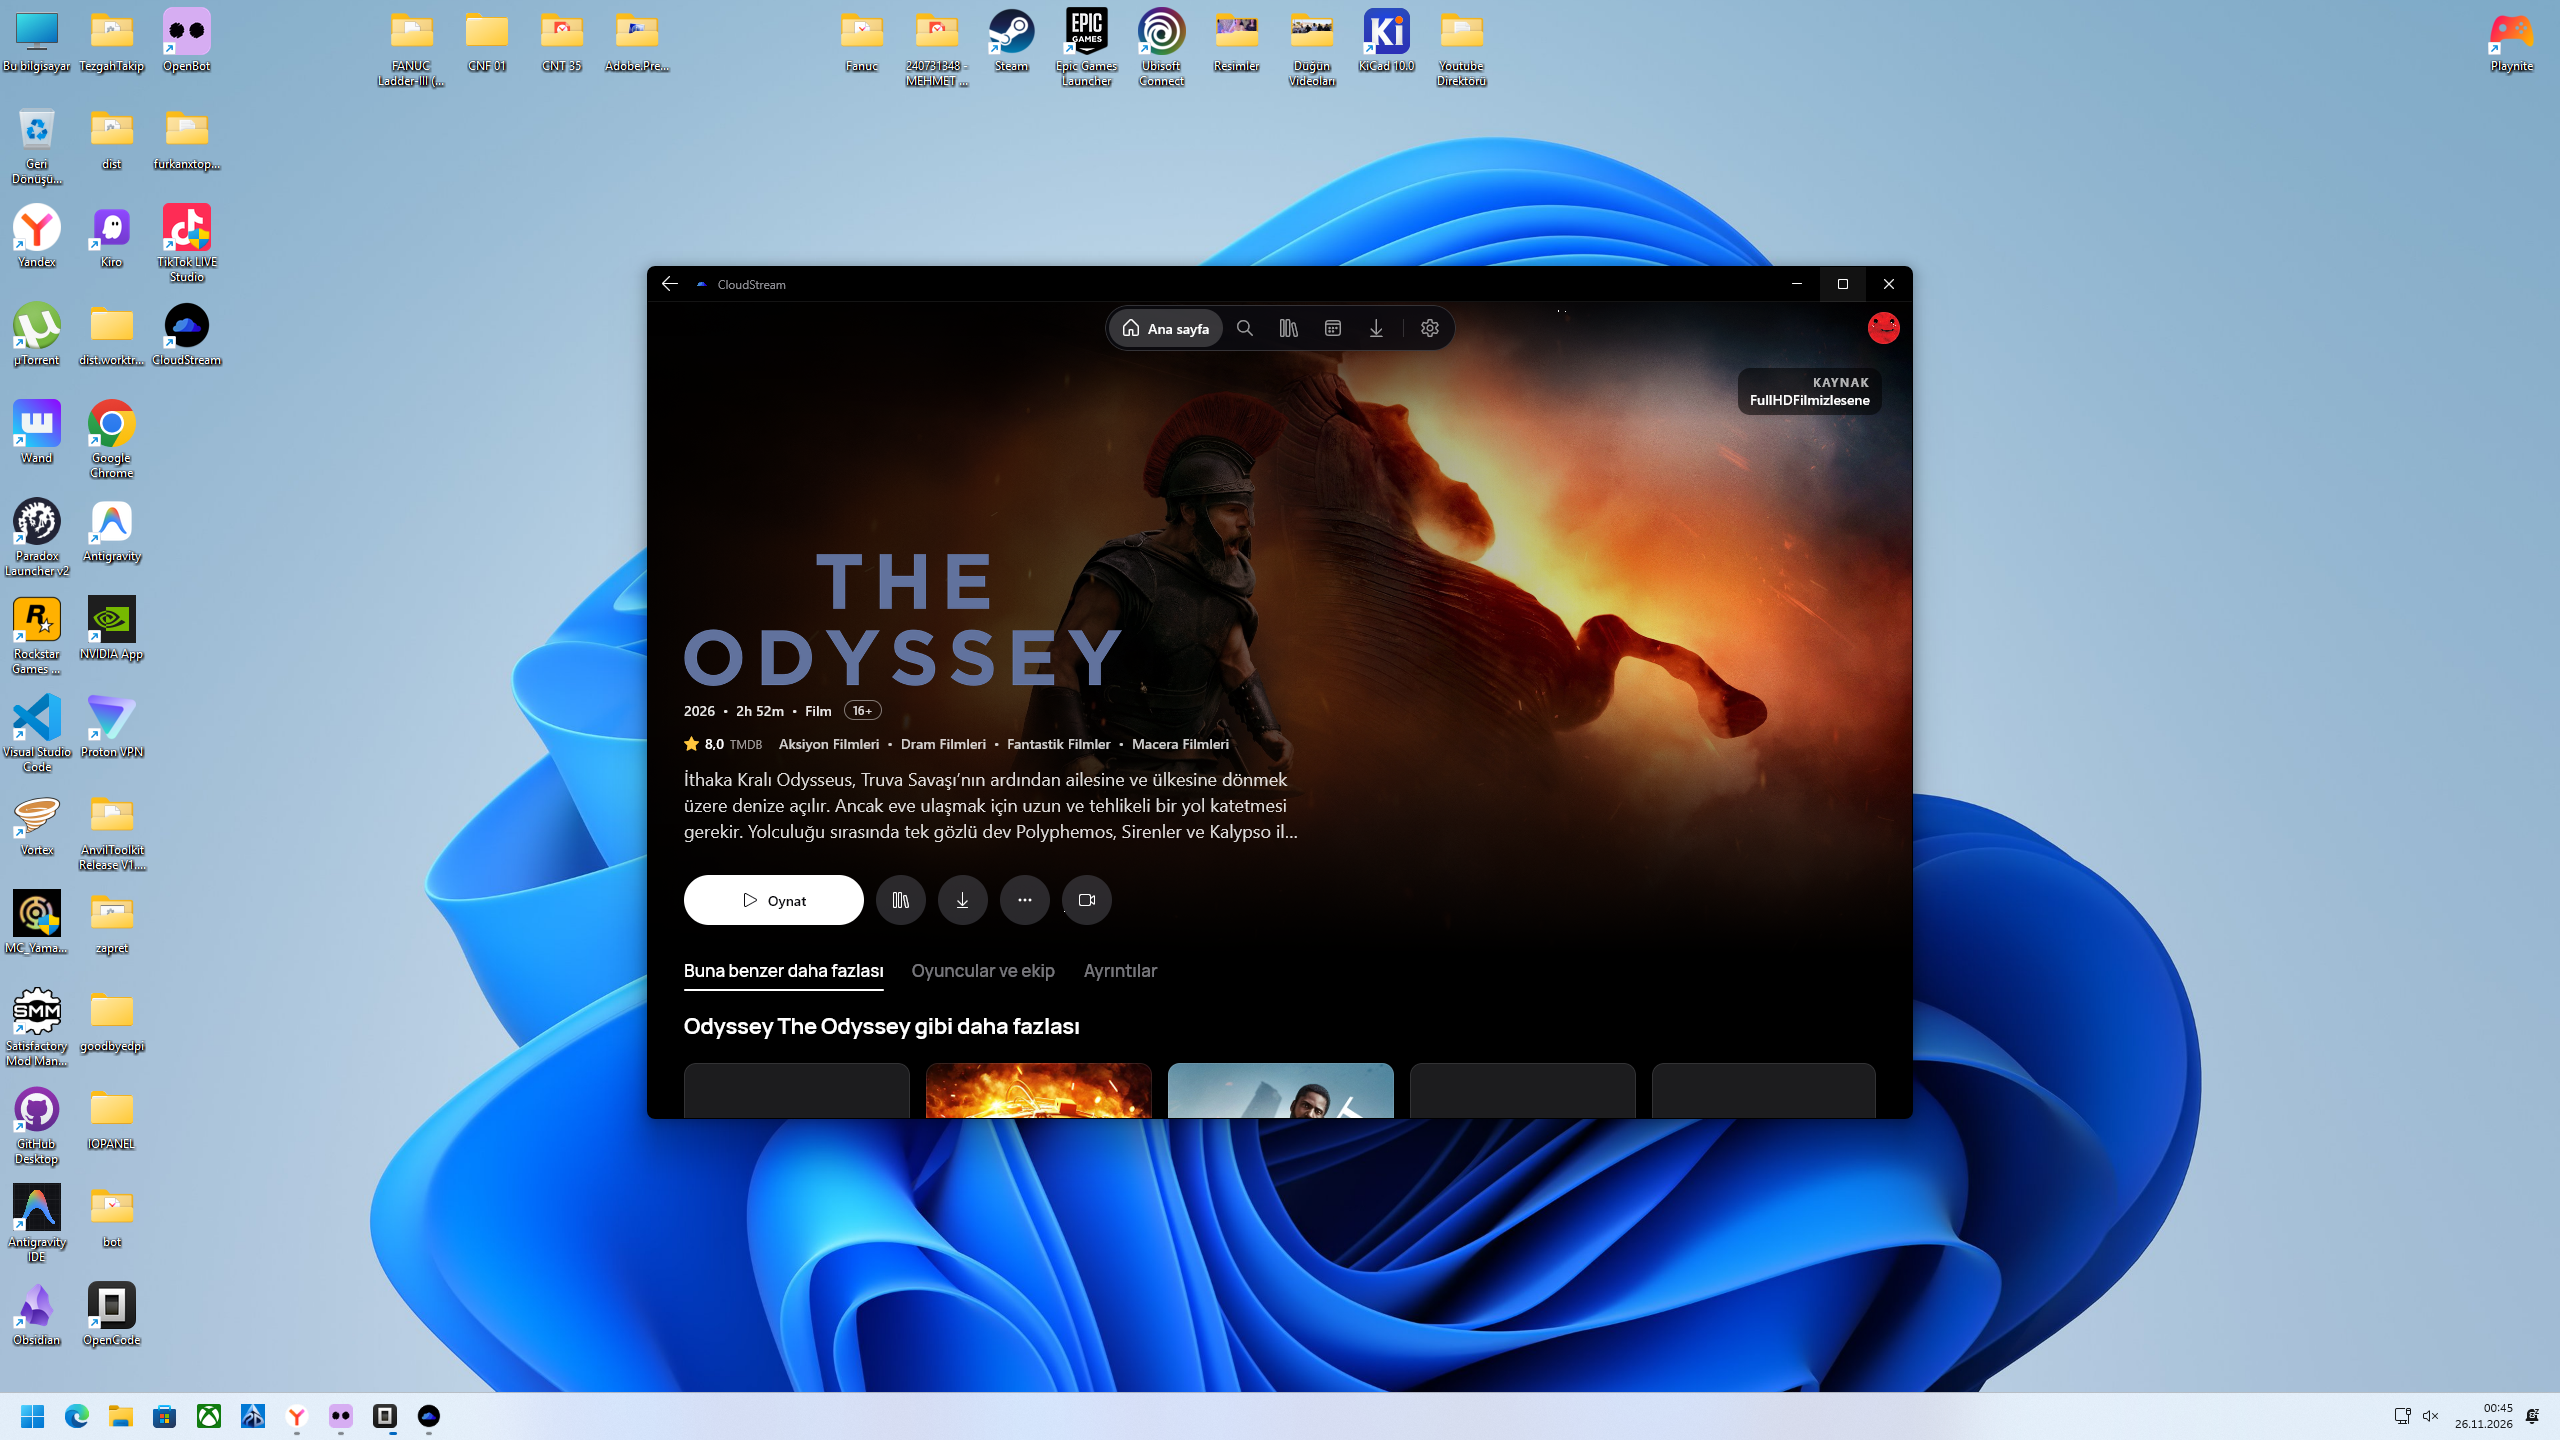 Bu bilgisayar
TezgahTakip
OpenBot
FANUC
Ladder-III (...
CNF 01
CNT 35
Adobe.Pre...
Fanuc
240731348 -
MEHMET ...
Steam
EPIC
GAMES
Epic Games
Launcher
Ubisoft
Connect
Resimler
Düğün
Videoları
Ki
KiCad 10.0
Youtube
Direktörü
Playnite
Geri
Dönüşü...
dist
furkanxtop...
Yandex
Kiro
TikTok LIVE
Studio
µTorrent
dist.worktr...
CloudStream
Wand
Google
Chrome
Paradox
Launcher v2
Antigravity
Rockstar
Games ...
NVIDIA App
Visual Studio
Code
Proton VPN
Vortex
AnvilToolkit
Release V1....
MC_Yama...
zapret
SMM
Satisfactory
Mod Man...
goodbyedpi
GitHub
Desktop
IOPANEL
Antigravity
IDE
bot
Obsidian
OpenCode
CloudStream
Ana sayfa
KAYNAK
FullHDFilmizlesene
THE
ODYSSEY
2026 • 2h 52m • Film 16+
8,0 TMDB Aksiyon Filmleri • Dram Filmleri • Fantastik Filmler • Macera Filmleri
İthaka Kralı Odysseus, Truva Savaşı’nın ardından ailesine ve ülkesine dönmek
üzere denize açılır. Ancak eve ulaşmak için uzun ve tehlikeli bir yol katetmesi
gerekir. Yolculuğu sırasında tek gözlü dev Polyphemos, Sirenler ve Kalypso il...
Oynat
Buna benzer daha fazlası
Oyuncular ve ekip
Ayrıntılar
Odyssey The Odyssey gibi daha fazlası
00:45
26.11.2026